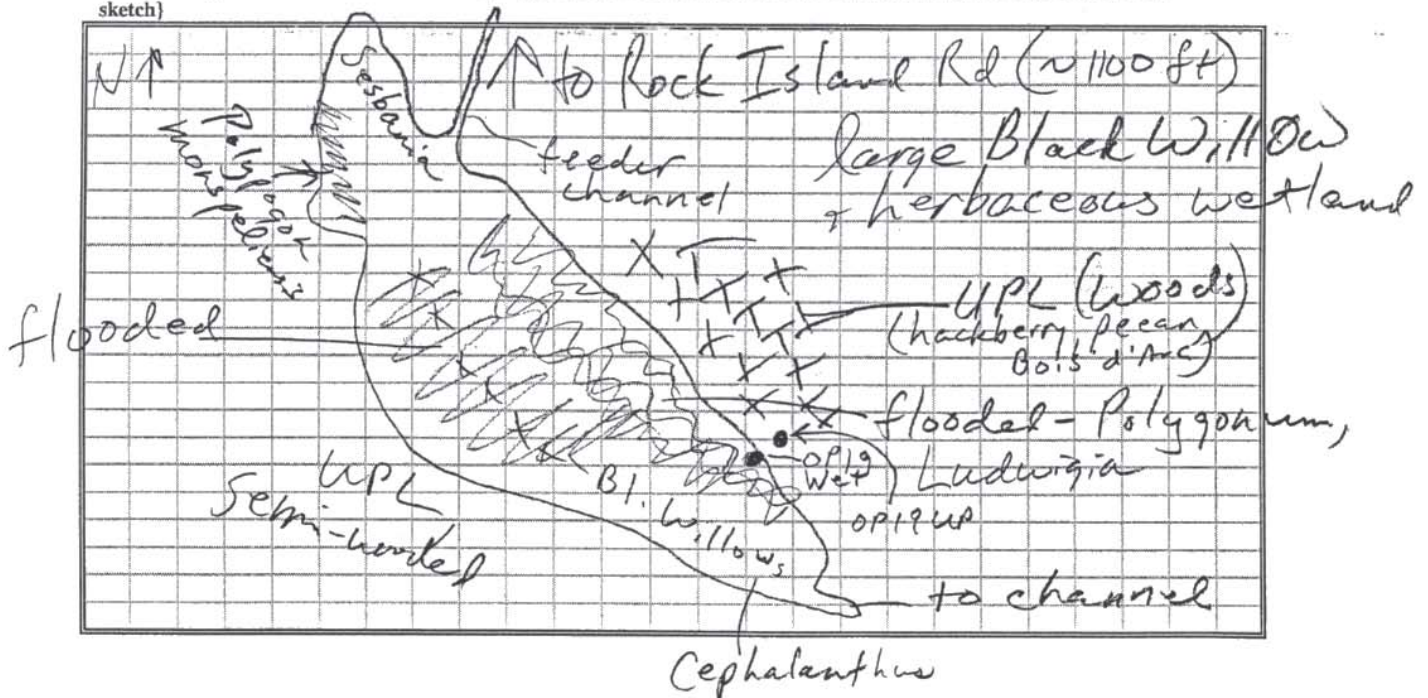 sketch}
N ↑
↑ to Rock Island Rd (~1100 ft)
Sesbania
Polypogon
monspeliensis
feeder
channel
large Black Willow
+ herbaceous wetland
flooded
UPL (woods)
(hackberry, pecan,
Bois d'Arc)
flooded - Polygonum,
Ludwigia
OP19
Wet
OP19 UP
UPL
Semi-wooded
Bl. Willows
to channel
Cephalanthus